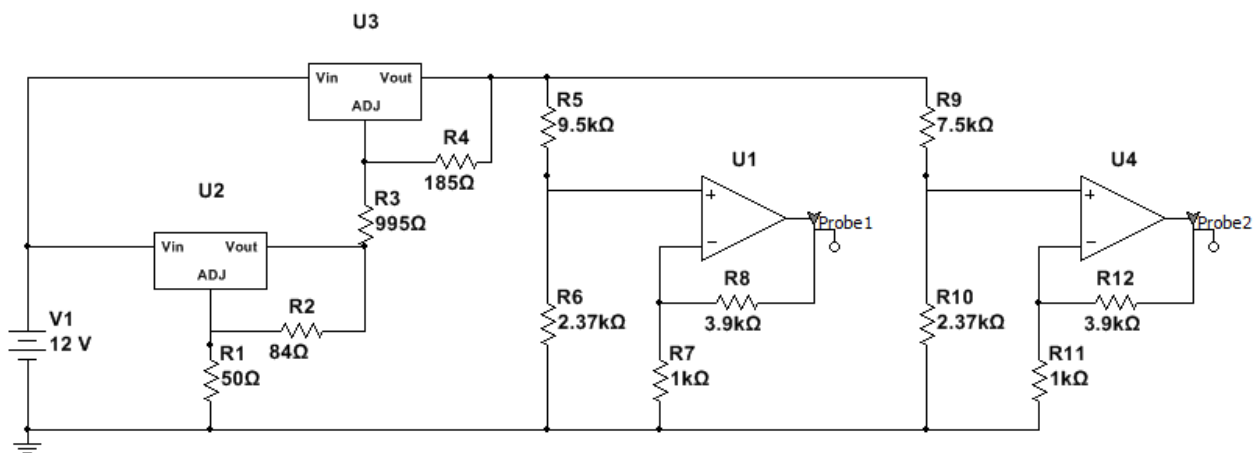 U3
Vin Vout
ADJ
R4
185Ω
R3
995Ω
U2
Vin Vout
ADJ
R2
84Ω
R1
50Ω
V1
12 V
R5
9.5kΩ
R6
2.37kΩ
U1
+
−
Probe1
R8
3.9kΩ
R7
1kΩ
R9
7.5kΩ
R10
2.37kΩ
U4
+
−
Probe2
R12
3.9kΩ
R11
1kΩ